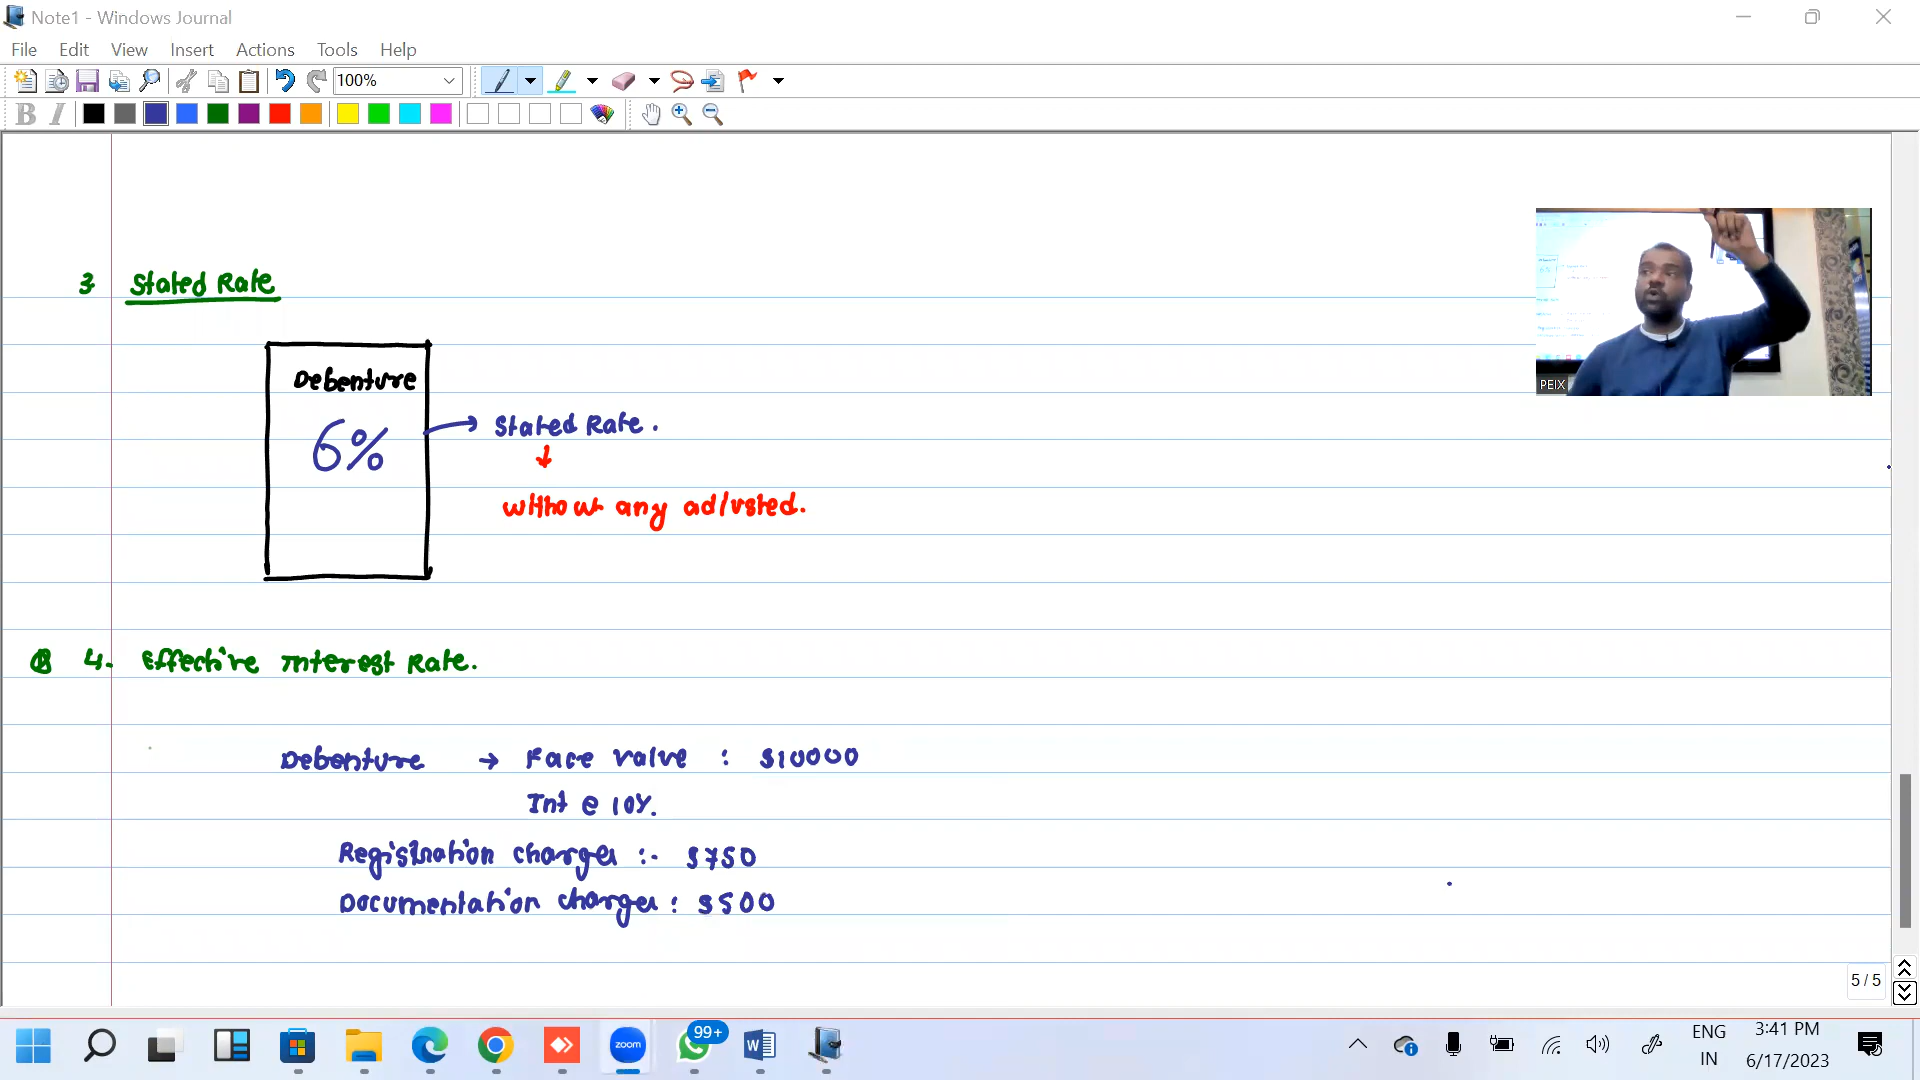 Note1 - Windows Journal
File Edit View Insert Actions Tools Help
100%
B I
3 Stated Rate
Debenture
6%
Stated Rate.
without any adjusted.
PEIX
4. Effective Interest Rate.
Debenture → Face value : $10000
Int @ 10%.
Registration charges :- $750
Documentation charges : $500
5 / 5
zoom
99+
ENG
IN
3:41 PM
6/17/2023